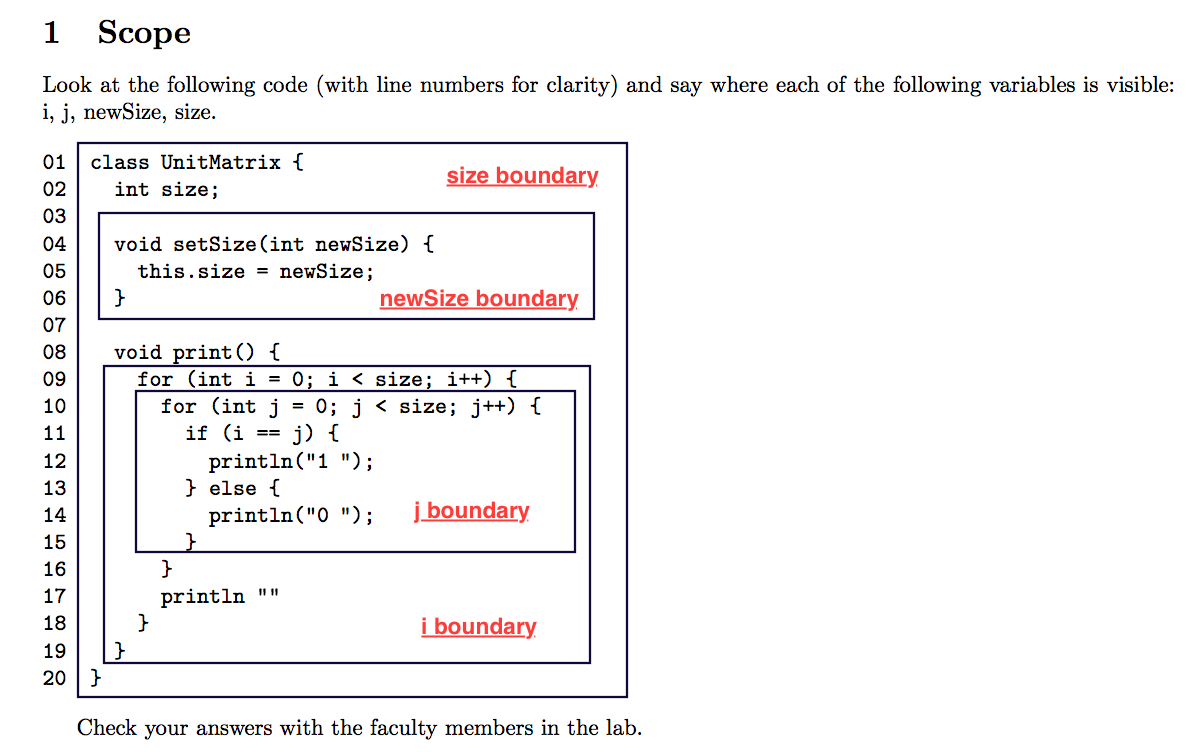 1 Scope
Look at the following code (with line numbers for clarity) and say where each of the following variables is visible:
i, j, newSize, size.
01 class UnitMatrix {
size boundary
02 int size;
03
04 void setSize(int newSize) {
05 this.size = newSize;
06 }
newSize boundary
07
08 void print() {
09 for (int i = 0; i < size; i++) {
10 for (int j = 0; j < size; j++) {
11 if (i == j) {
12 println("1 ");
13 } else {
14 println("0 ");
j boundary
15 }
16 }
17 println ""
18 }
i boundary
19 }
20 }
Check your answers with the faculty members in the lab.